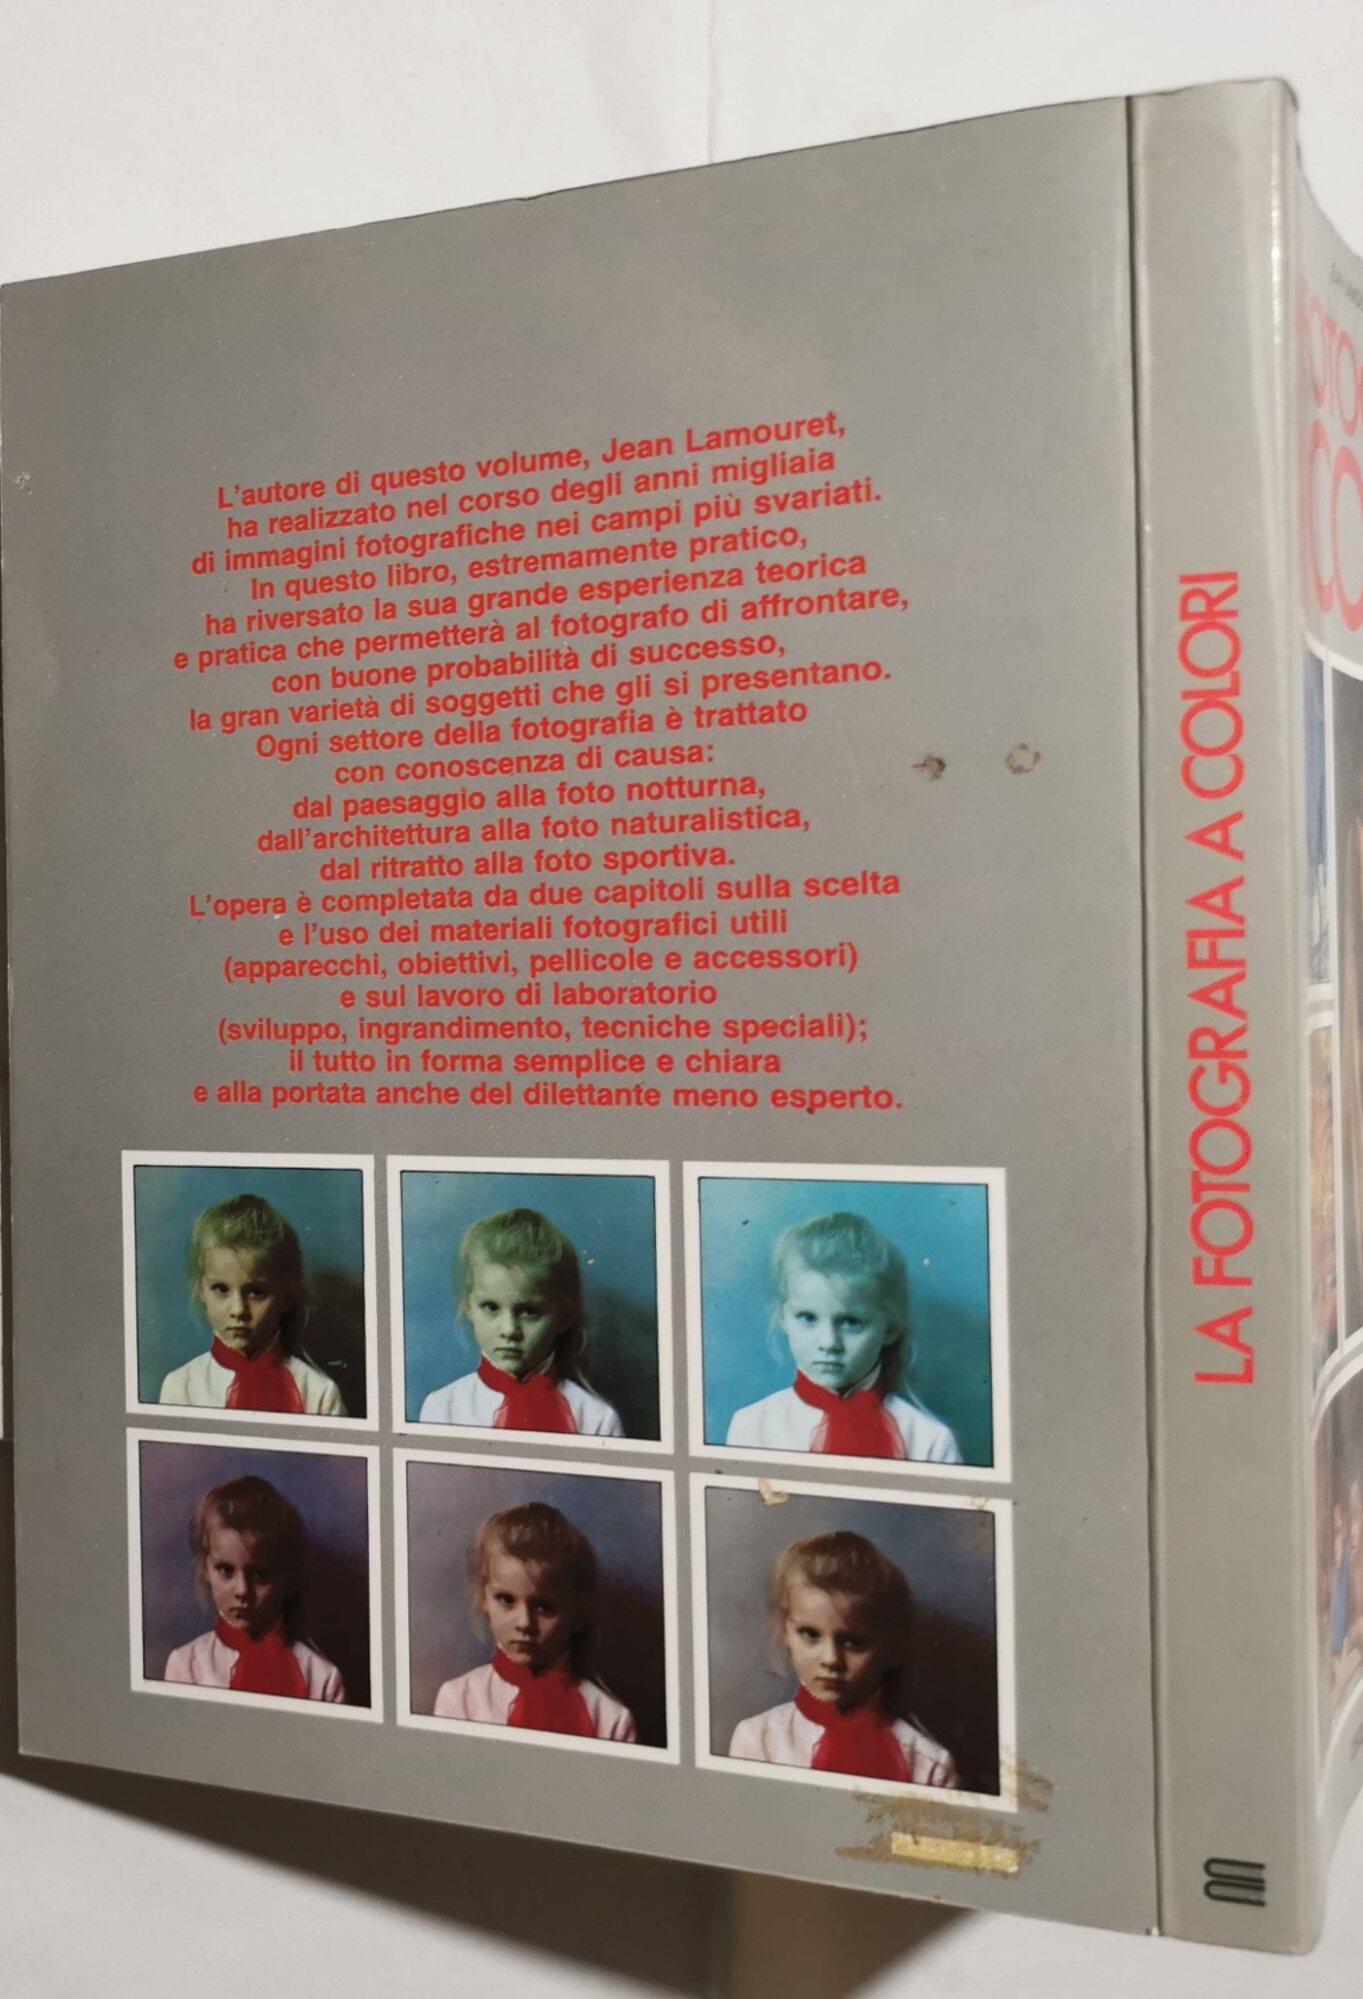 L'autore di questo volume, Jean Lamouret,
ha realizzato nel corso degli anni migliaia
di immagini fotografiche nei campi più svariati.
In questo libro, estremamente pratico,
ha riversato la sua grande esperienza teorica
e pratica che permetterà al fotografo di affrontare,
con buone probabilità di successo,
la gran varietà di soggetti che gli si presentano.
Ogni settore della fotografia è trattato
con conoscenza di causa:
dal paesaggio alla foto notturna,
dall'architettura alla foto naturalistica,
dal ritratto alla foto sportiva.
L'opera è completata da due capitoli sulla scelta
e l'uso dei materiali fotografici utili
(apparecchi, obiettivi, pellicole e accessori)
e sul lavoro di laboratorio
(sviluppo, ingrandimento, tecniche speciali);
il tutto in forma semplice e chiara
e alla portata anche del dilettante meno esperto.
LA FOTOGRAFIA A COLORI